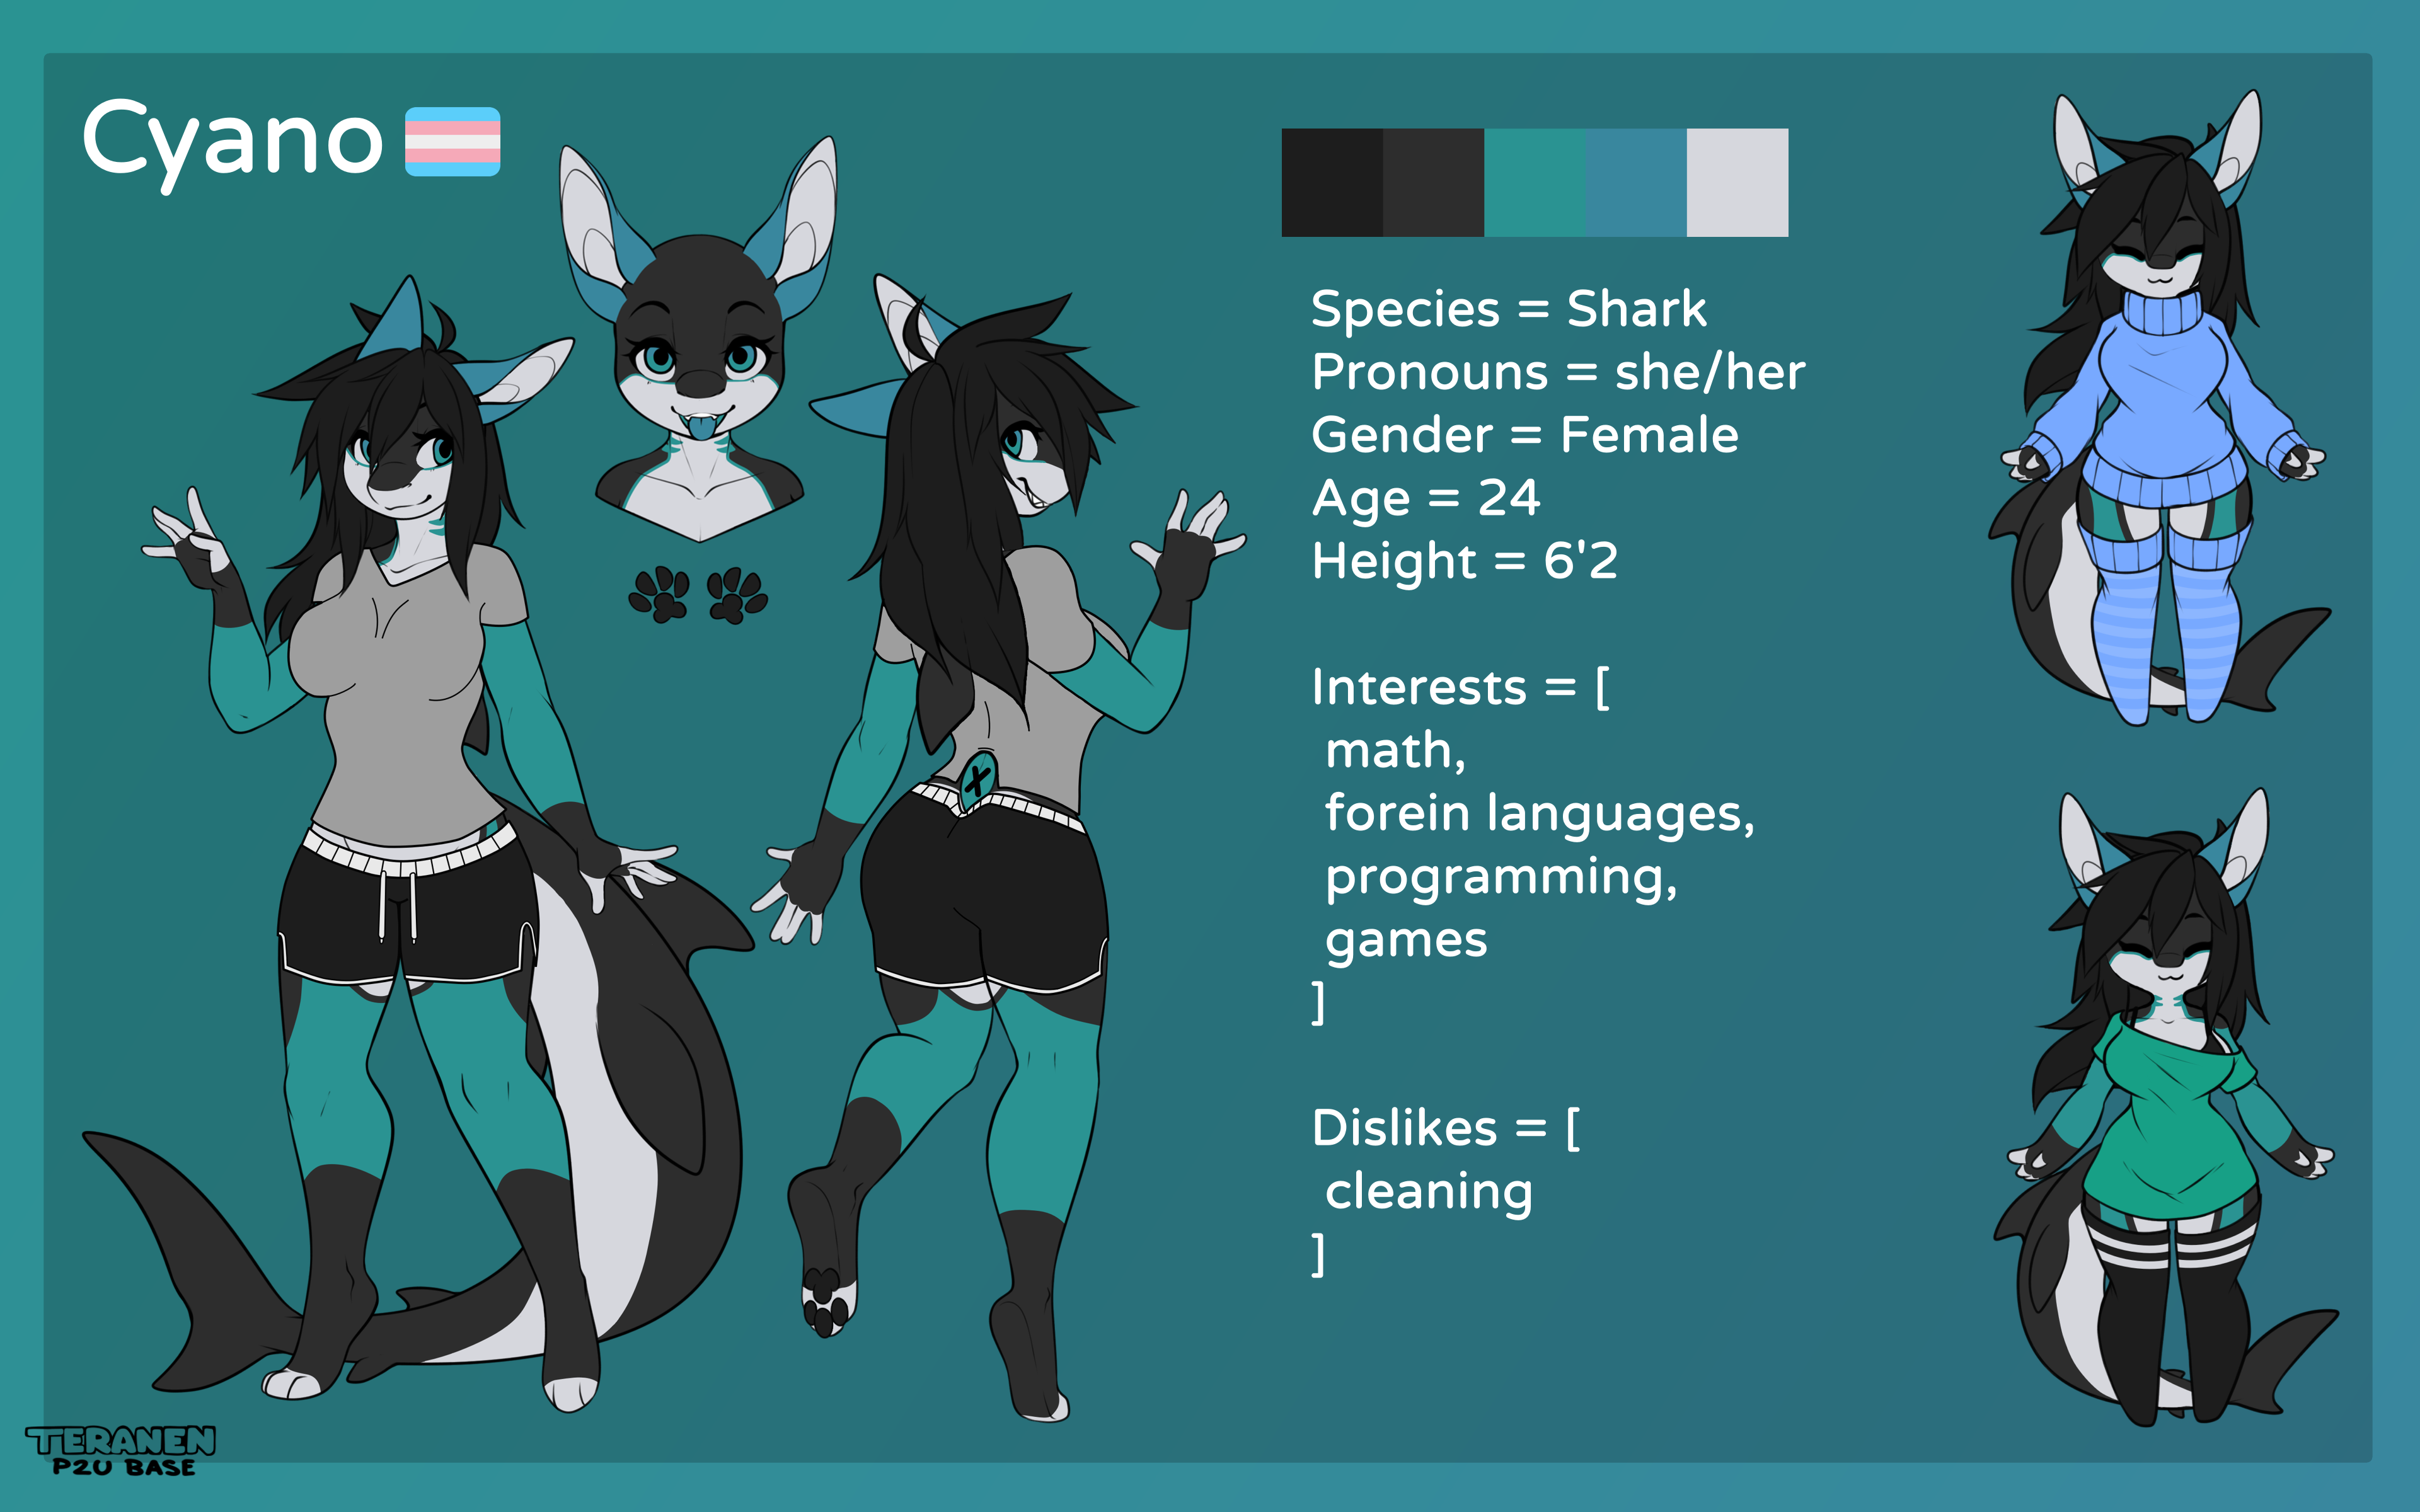 Cyano
Species = Shark
Pronouns = she/her
Gender = Female
Age = 24
Height = 6'2
Interests = [
math,
forein languages,
programming,
games
]
Dislikes = [
cleaning
]
X
TERANEN
P2U BASE